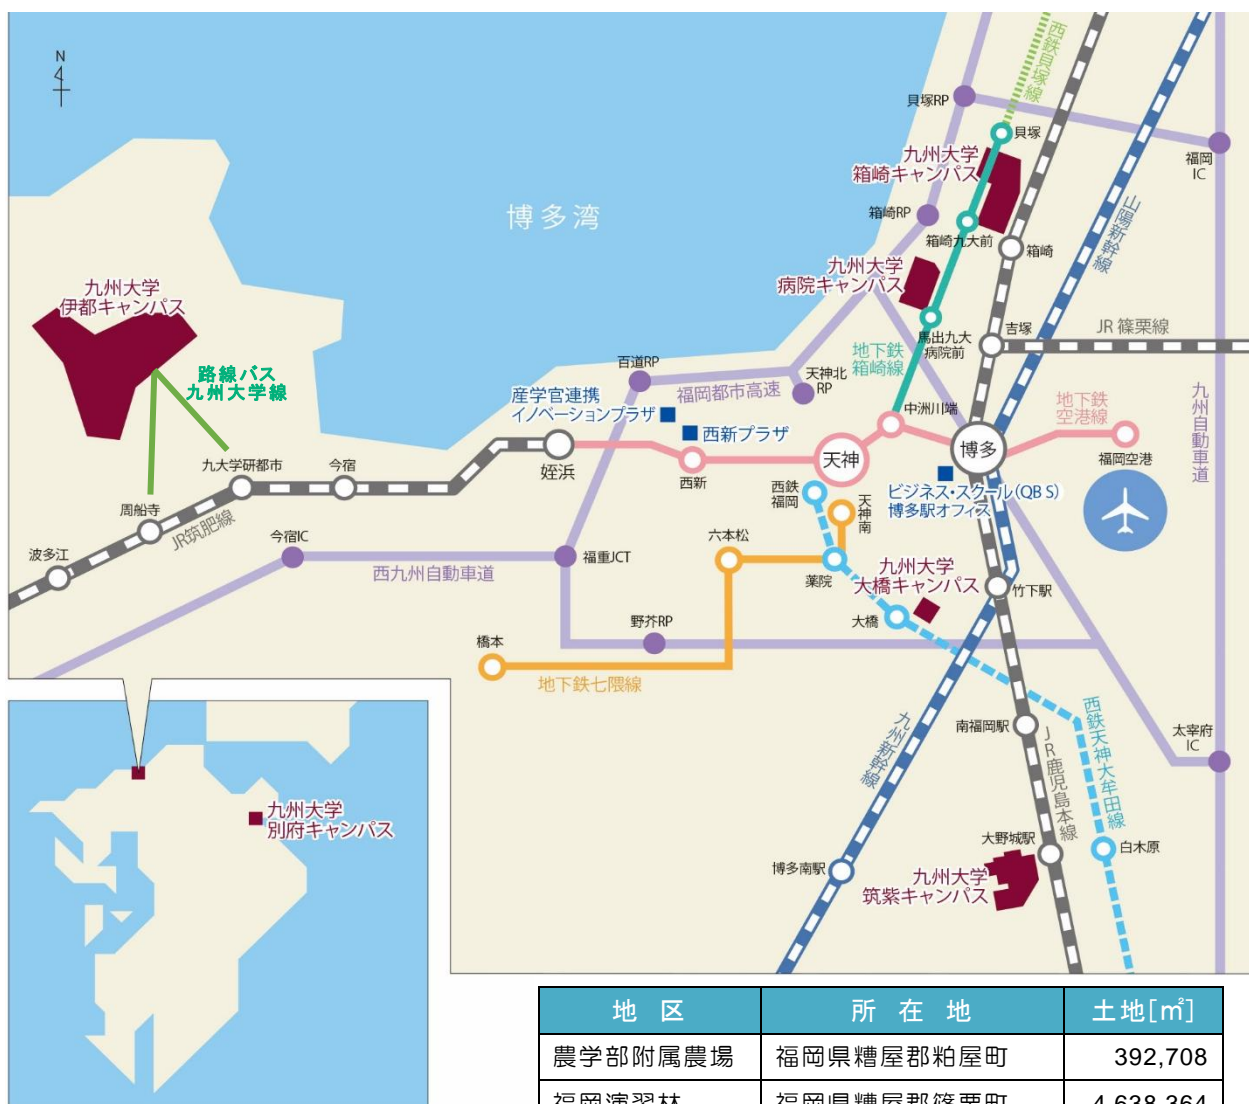 N
西鉄貝塚線
貝塚RP
貝塚
福岡
IC
九州大学
箱崎キャンパス
山陽新幹線
博多湾
箱崎RP
箱崎九大前
箱崎
九州大学
病院キャンパス
九州大学
伊都キャンパス
吉塚
JR 篠栗線
馬出九大
病院前
地下鉄
箱崎線
百道RP
天神北
RP
路線バス
九州大学線
福岡都市高速
産学官連携
イノベーションプラザ
中洲川端
地下鉄
空港線
九州自動車道
西新プラザ
天神
博多
福岡空港
九大学研都市
今宿
姪浜
西新
西鉄
福岡
天神南
ビジネス・スクール(QBS)
博多駅オフィス
周船寺
JR筑肥線
波多江
今宿IC
西九州自動車道
福重JCT
六本松
薬院
九州大学
大橋キャンパス
竹下駅
大橋
野芥RP
橋本
地下鉄七隈線
九州新幹線
南福岡駅
JR鹿児島本線
西鉄天神大牟田線
太宰府
IC
九州大学
別府キャンパス
大野城駅
白木原
博多南駅
九州大学
筑紫キャンパス
地 区 所 在 地 土地[㎡]
農学部附属農場 福岡県糟屋郡粕屋町 392,708
福岡演習林 福岡県糟屋郡篠栗町 4,638,364